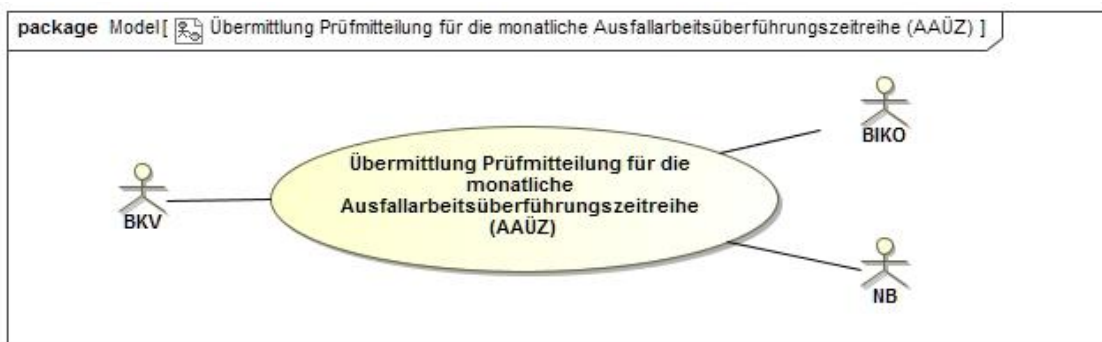 package Model[ Übermittlung Prüfmitteilung für die monatliche Ausfallarbeitsüberführungszeitreihe (AAÜZ) ]
BIKO
Übermittlung Prüfmitteilung für die
monatliche
Ausfallarbeitsüberführungszeitreihe
(AAÜZ)
BKV
NB